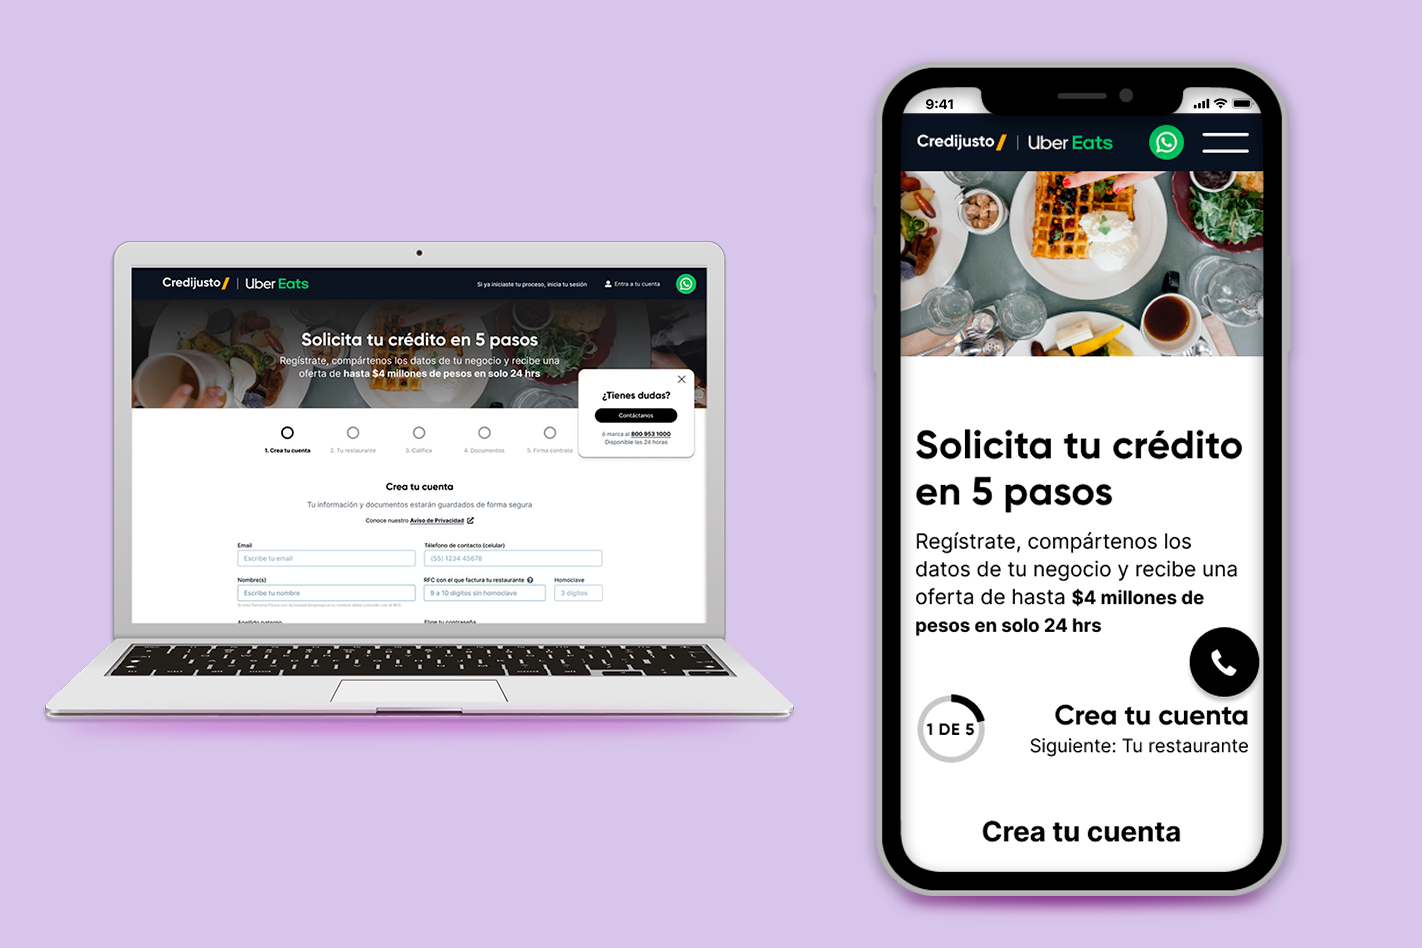 Credijusto/ | Uber Eats
Si ya iniciaste tu proceso, inicia tu sesión
Entra a tu cuenta
Solicita tu crédito en 5 pasos
Regístrate, compártenos los datos de tu negocio y recibe una
oferta de hasta $4 millones de pesos en solo 24 hrs
¿Tienes dudas?
Contáctanos
ó marca al 800 953 1000
Disponible las 24 horas
1. Crea tu cuenta
2. Tu restaurante
3. Califica
4. Documentos
5. Firma contrato
Crea tu cuenta
Tu información y documentos estarán guardados de forma segura
Conoce nuestro Aviso de Privacidad
Email
Télefono de contacto (celular)
Escribe tu email
(55) 1234 45678
Nombre(s)
RFC con el que factura tu restaurante
Homoclave
Escribe tu nombre
9 a 10 dígitos sin homoclave
3 dígitos
Apellido paterno
Elige tu contraseña
9:41
Credijusto/ | Uber Eats
Solicita tu crédito
en 5 pasos
Regístrate, compártenos los
datos de tu negocio y recibe una
oferta de hasta $4 millones de
pesos en solo 24 hrs
1 DE 5
Crea tu cuenta
Siguiente: Tu restaurante
Crea tu cuenta